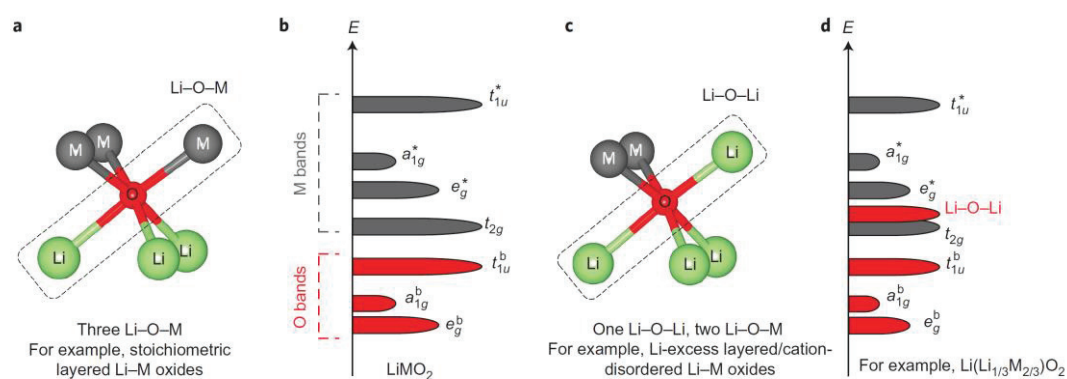 a
Li–O–M
M
M
M
O
Li
Li
Li
Three Li–O–M
For example, stoichiometric
layered Li–M oxides
b
E
M bands
O bands
t*1u
a*1g
e*g
t2g
tb1u
ab1g
ebg
LiMO2
c
Li–O–Li
M
M
Li
O
Li
Li
Li
One Li–O–Li, two Li–O–M
For example, Li-excess layered/cation-
disordered Li–M oxides
d
E
t*1u
a*1g
e*g
Li–O–Li
t2g
tb1u
ab1g
ebg
For example, Li(Li1/3M2/3)O2